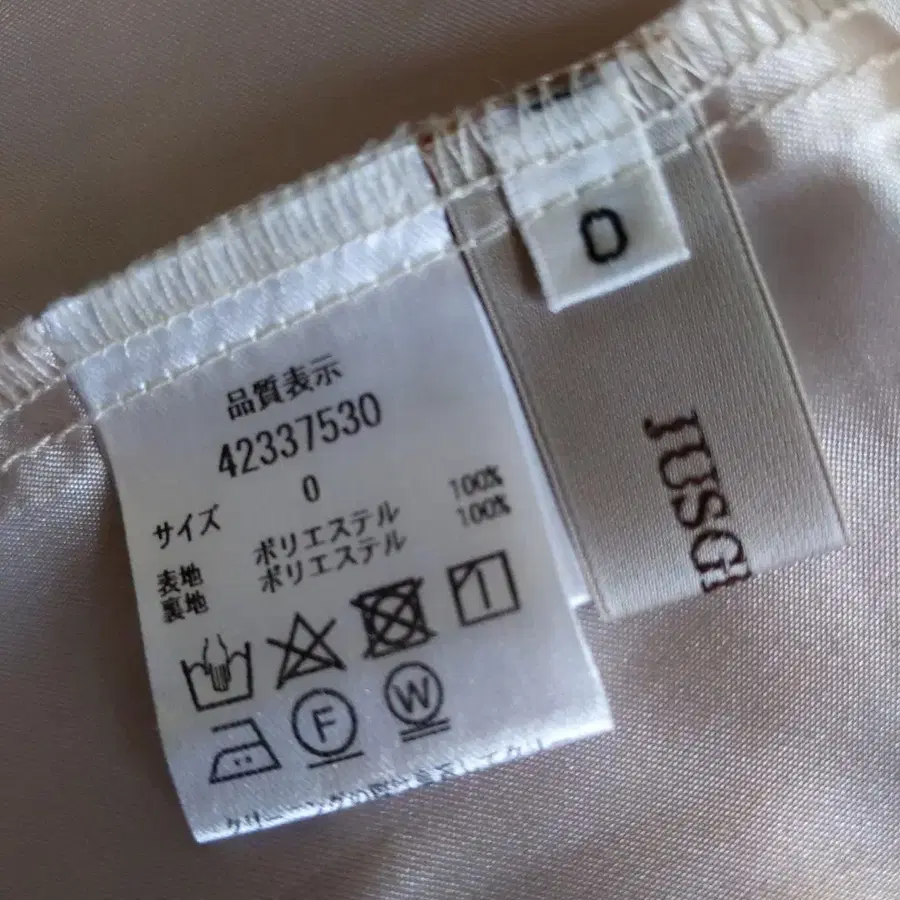 品質表示
42337530
サイズ 0
表地 ポリエステル 100%
裏地 ポリエステル 100%
F
W
0
JUSG